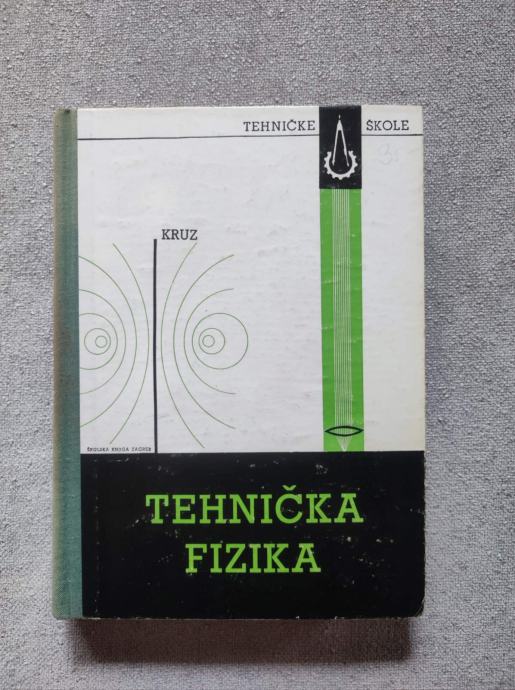 TEHNIČKE ŠKOLE
KRUZ
ŠKOLSKA KNJIGA ZAGREB
TEHNIČKA
FIZIKA